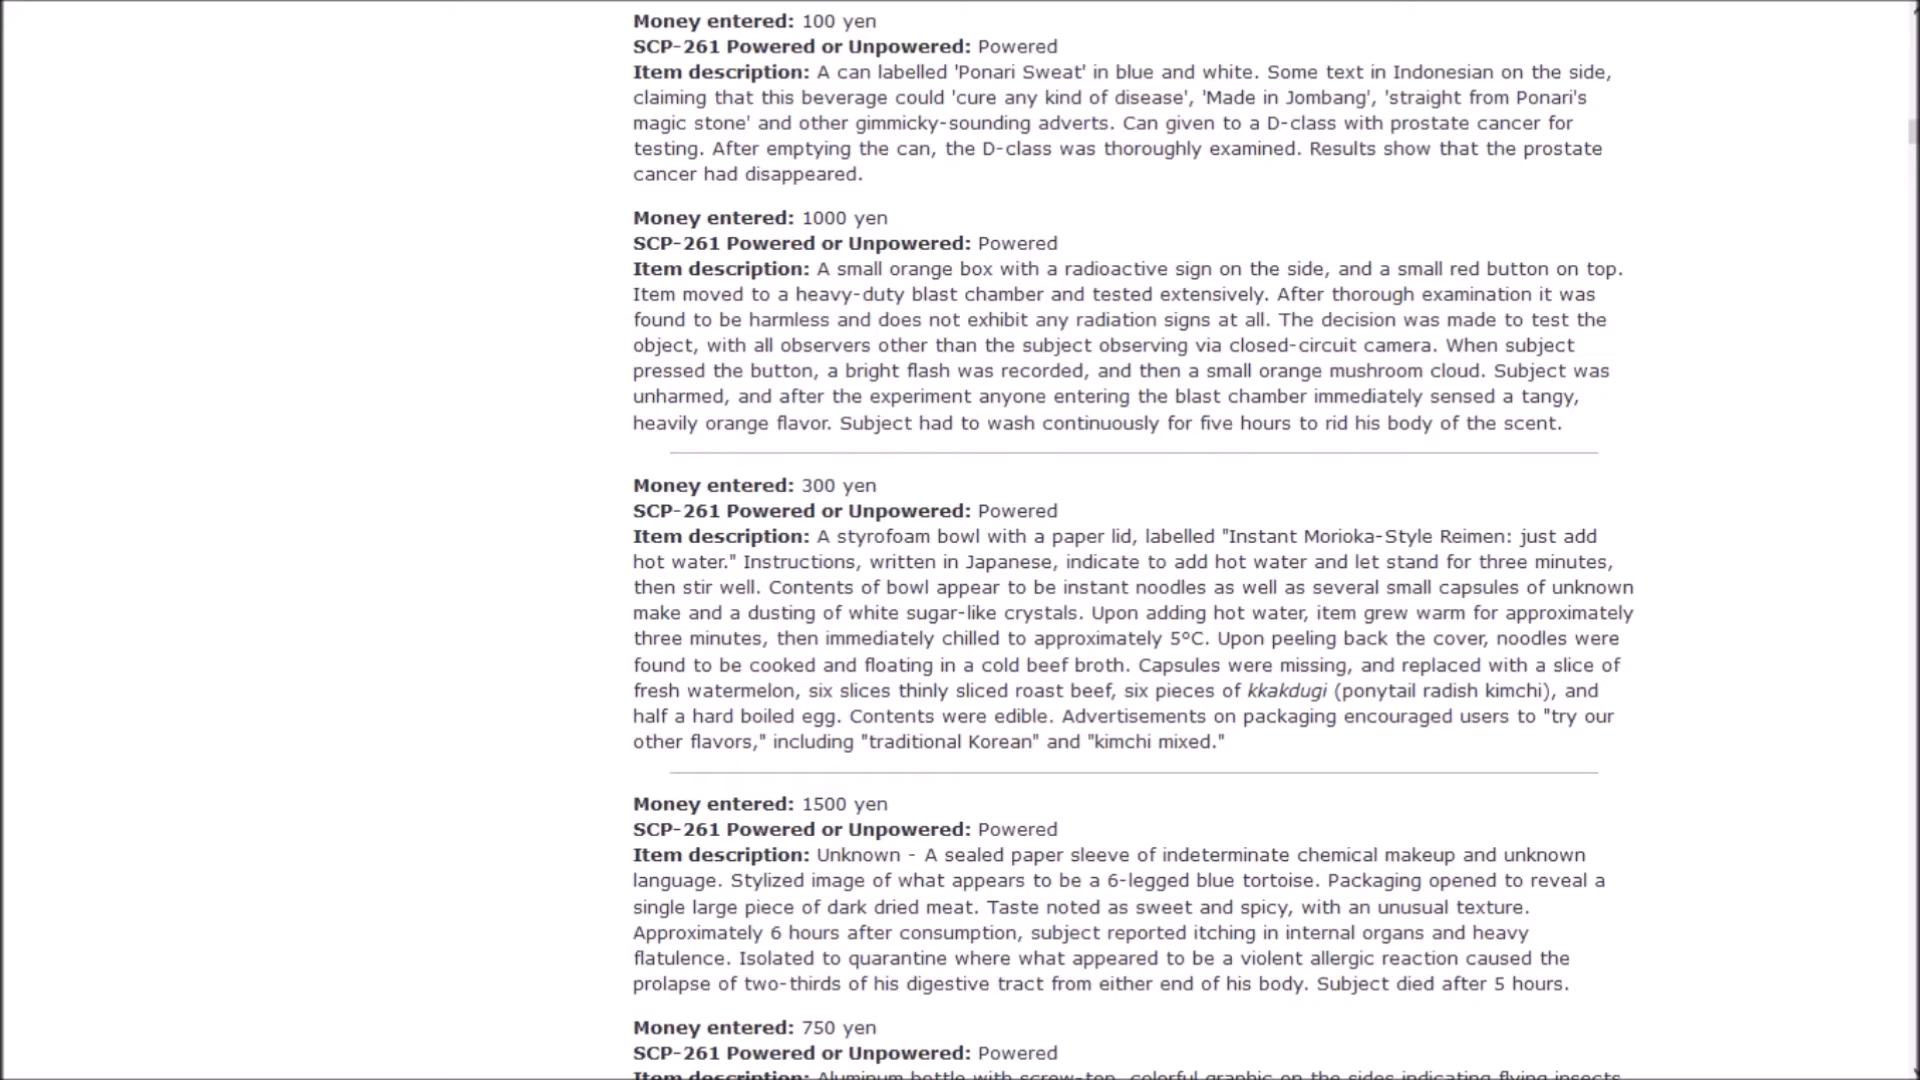 Money entered: 100 yen
SCP-261 Powered or Unpowered: Powered
Item description: A can labelled 'Ponari Sweat' in blue and white. Some text in Indonesian on the side,
claiming that this beverage could 'cure any kind of disease', 'Made in Jombang', 'straight from Ponari's
magic stone' and other gimmicky-sounding adverts. Can given to a D-class with prostate cancer for
testing. After emptying the can, the D-class was thoroughly examined. Results show that the prostate
cancer had disappeared.
Money entered: 1000 yen
SCP-261 Powered or Unpowered: Powered
Item description: A small orange box with a radioactive sign on the side, and a small red button on top.
Item moved to a heavy-duty blast chamber and tested extensively. After thorough examination it was
found to be harmless and does not exhibit any radiation signs at all. The decision was made to test the
object, with all observers other than the subject observing via closed-circuit camera. When subject
pressed the button, a bright flash was recorded, and then a small orange mushroom cloud. Subject was
unharmed, and after the experiment anyone entering the blast chamber immediately sensed a tangy,
heavily orange flavor. Subject had to wash continuously for five hours to rid his body of the scent.
Money entered: 300 yen
SCP-261 Powered or Unpowered: Powered
Item description: A styrofoam bowl with a paper lid, labelled "Instant Morioka-Style Reimen: just add
hot water." Instructions, written in Japanese, indicate to add hot water and let stand for three minutes,
then stir well. Contents of bowl appear to be instant noodles as well as several small capsules of unknown
make and a dusting of white sugar-like crystals. Upon adding hot water, item grew warm for approximately
three minutes, then immediately chilled to approximately 5°C. Upon peeling back the cover, noodles were
found to be cooked and floating in a cold beef broth. Capsules were missing, and replaced with a slice of
fresh watermelon, six slices thinly sliced roast beef, six pieces of kkakdugi (ponytail radish kimchi), and
half a hard boiled egg. Contents were edible. Advertisements on packaging encouraged users to "try our
other flavors," including "traditional Korean" and "kimchi mixed."
Money entered: 1500 yen
SCP-261 Powered or Unpowered: Powered
Item description: Unknown - A sealed paper sleeve of indeterminate chemical makeup and unknown
language. Stylized image of what appears to be a 6-legged blue tortoise. Packaging opened to reveal a
single large piece of dark dried meat. Taste noted as sweet and spicy, with an unusual texture.
Approximately 6 hours after consumption, subject reported itching in internal organs and heavy
flatulence. Isolated to quarantine where what appeared to be a violent allergic reaction caused the
prolapse of two-thirds of his digestive tract from either end of his body. Subject died after 5 hours.
Money entered: 750 yen
SCP-261 Powered or Unpowered: Powered
Item description: Aluminum bottle with screw-top, colorful graphic on the sides indicating flying insects